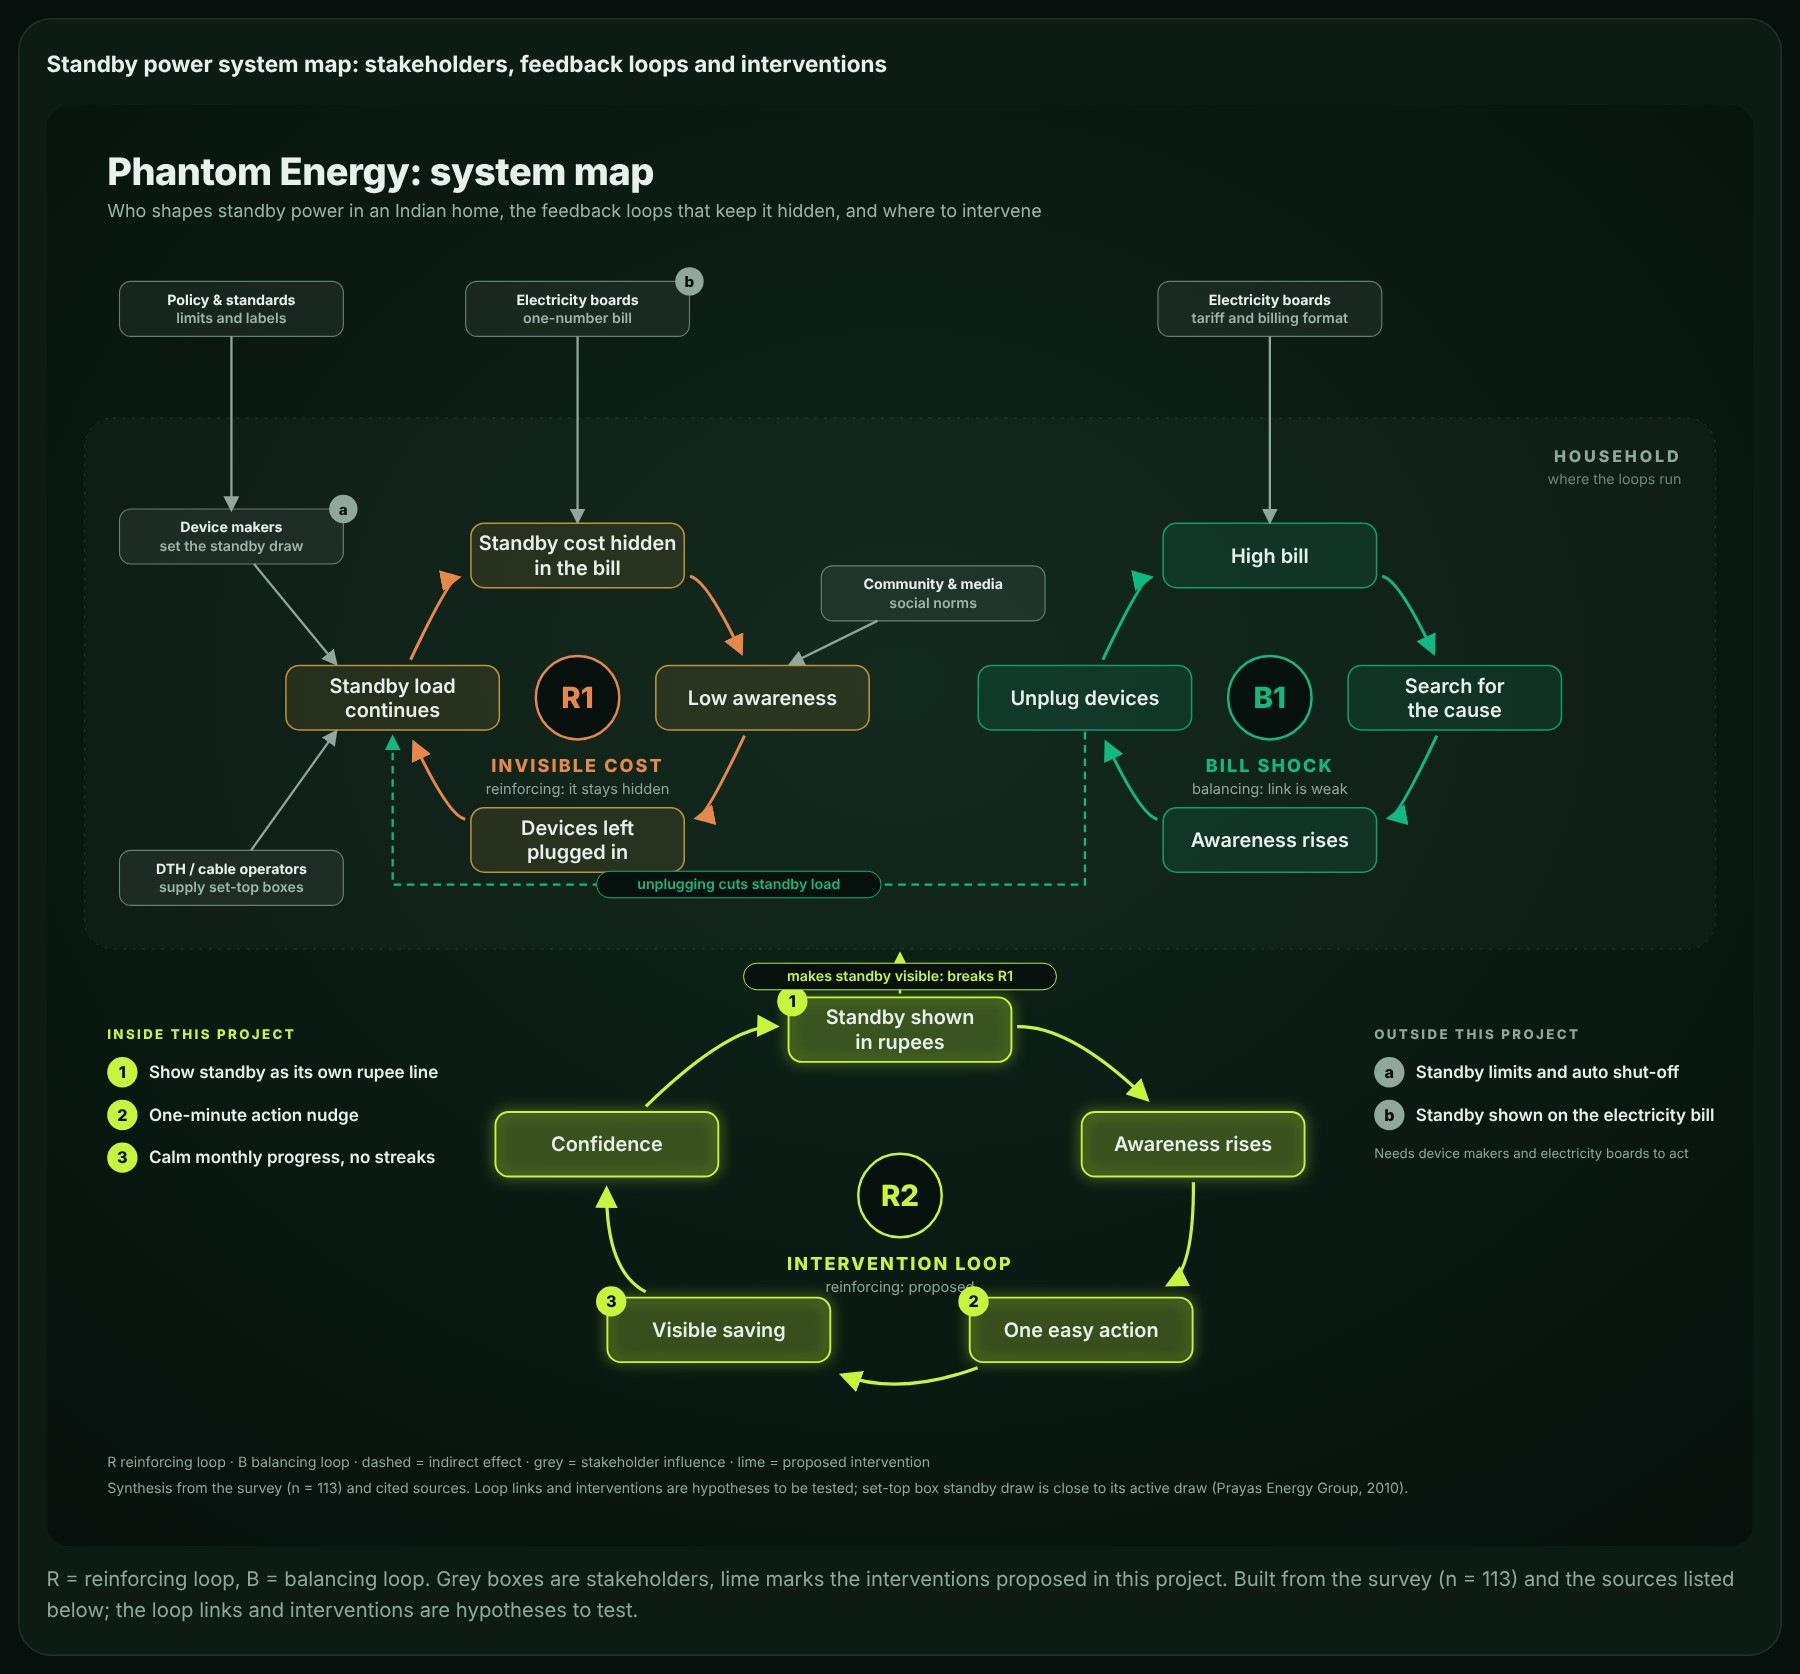 Standby power system map: stakeholders, feedback loops and interventions
Phantom Energy: system map
Who shapes standby power in an Indian home, the feedback loops that keep it hidden, and where to intervene
Policy & standards
limits and labels
Electricity boards
one-number bill
b
Electricity boards
tariff and billing format
HOUSEHOLD
where the loops run
Device makers
set the standby draw
a
Standby cost hidden
in the bill
High bill
Community & media
social norms
Standby load
continues
R1
Low awareness
Unplug devices
B1
Search for
the cause
INVISIBLE COST
reinforcing: it stays hidden
BILL SHOCK
balancing: link is weak
Devices left
plugged in
Awareness rises
DTH / cable operators
supply set-top boxes
unplugging cuts standby load
makes standby visible: breaks R1
1
Standby shown
in rupees
INSIDE THIS PROJECT
1 Show standby as its own rupee line
2 One-minute action nudge
3 Calm monthly progress, no streaks
OUTSIDE THIS PROJECT
a Standby limits and auto shut-off
b Standby shown on the electricity bill
Needs device makers and electricity boards to act
Confidence
Awareness rises
R2
INTERVENTION LOOP
reinforcing: proposed
3
Visible saving
2
One easy action
R reinforcing loop · B balancing loop · dashed = indirect effect · grey = stakeholder influence · lime = proposed intervention
Synthesis from the survey (n = 113) and cited sources. Loop links and interventions are hypotheses to be tested; set-top box standby draw is close to its active draw (Prayas Energy Group, 2010).
R = reinforcing loop, B = balancing loop. Grey boxes are stakeholders, lime marks the interventions proposed in this project. Built from the survey (n = 113) and the sources listed
below; the loop links and interventions are hypotheses to test.